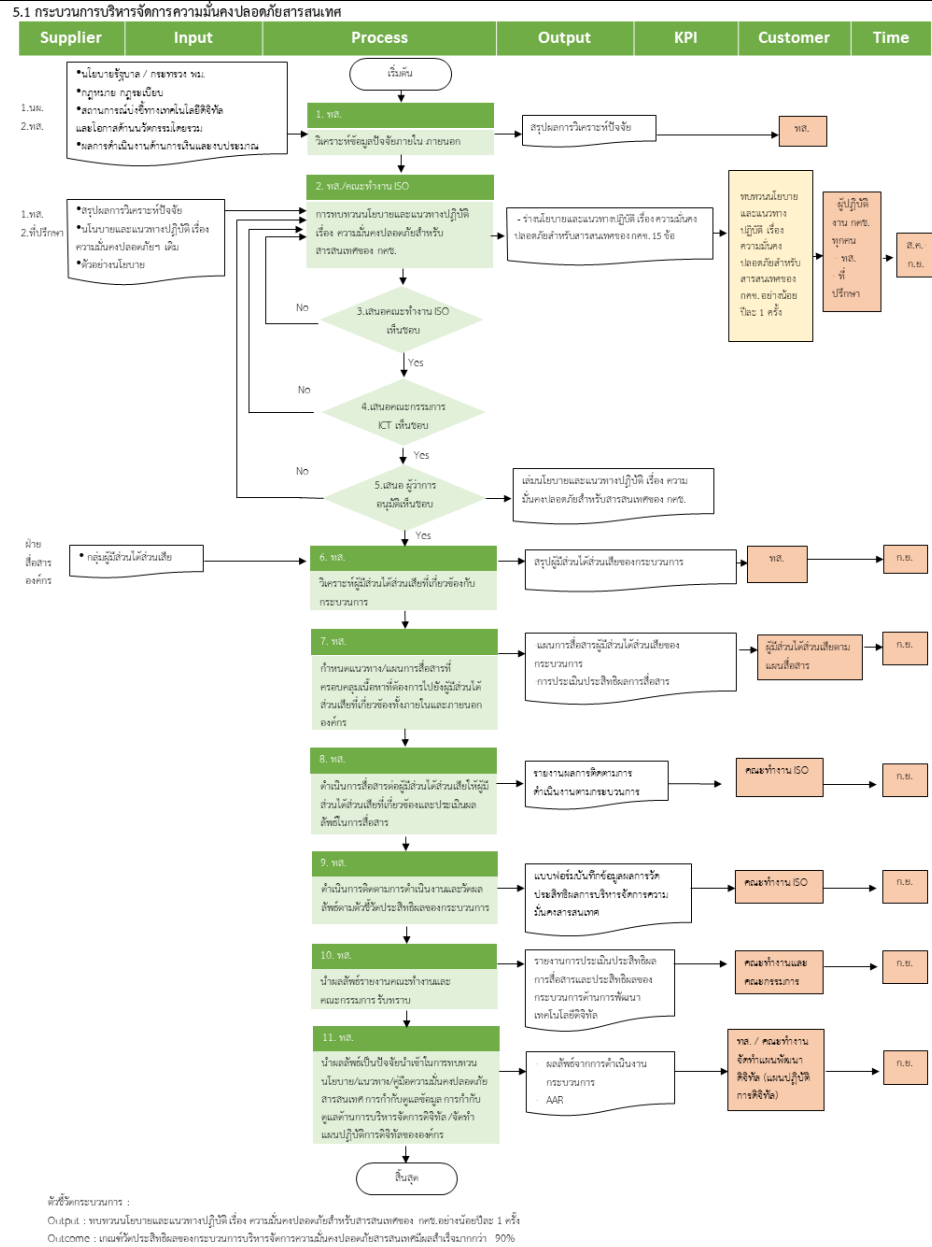 5.1 กระบวนการบริหารจัดการความมั่นคงปลอดภัยสารสนเทศ
Supplier Input Process Output KPI Customer Time
เริ่มต้น
1.นผ.
2.ทส.
•นโยบายรัฐบาล / กระทรวง พม.
•กฎหมาย กฎระเบียบ
•สถานการณ์บ่งชี้ทางเทคโนโลยีดิจิทัล
และโอกาสด้านนวัตกรรมโดยรวม
•ผลการดำเนินงานด้านการเงินและงบประมาณ
1. ทส.
วิเคราะห์ข้อมูลปัจจัยภายใน ภายนอก
สรุปผลการวิเคราะห์ปัจจัย
ทส.
1.ทส.
2.ที่ปรึกษา
•สรุปผลการวิเคราะห์ปัจจัย
•นโนบายและแนวทางปฏิบัติ เรื่อง
ความมั่นคงปลอดภัยฯ เดิม
•ตัวอย่างนโยบาย
2. ทส./คณะทำงาน ISO
การทบทวนนโยบายและแนวทางปฏิบัติ
เรื่อง ความมั่นคงปลอดภัยสำหรับ
สารสนเทศของ กคช.
- ร่างนโยบายและแนวทางปฏิบัติ เรื่อง ความมั่นคง
ปลอดภัยสำหรับสารสนเทศของ กคช. 15 ข้อ
ทบทวนนโยบาย
และแนวทาง
ปฏิบัติ เรื่อง
ความมั่นคง
ปลอดภัยสำหรับ
สารสนเทศของ
กคช. อย่างน้อย
ปีละ 1 ครั้ง
-ผู้ปฏิบัติ
งาน กคช.
ทุกคน
- ทส.
- ที่
ปรึกษา
ส.ค.-
ก.ย.
No
3.เสนอคณะทำงาน ISO
เห็นชอบ
Yes
No
4.เสนอคณะกรรมการ
ICT เห็นชอบ
Yes
No
5.เสนอ ผู้ว่าการ
อนุมัติเห็นชอบ
เล่มนโยบายและแนวทางปฏิบัติ เรื่อง ความ
มั่นคงปลอดภัยสำหรับสารสนเทศของ กคช.
Yes
ฝ่าย
สื่อสาร
องค์กร
• กลุ่มผู้มีส่วนได้ส่วนเสีย
6. ทส.
วิเคราะห์ผู้มีส่วนได้ส่วนเสียที่เกี่ยวข้องกับ
กระบวนการ
สรุปผู้มีส่วนได้ส่วนเสียของกระบวนการ
ทส.
ก.ย.
7. ทส.
กำหนดแนวทาง/แผนการสื่อสารที่
ครอบคลุมเนื้อหาที่ต้องการไปยังผู้มีส่วนได้
ส่วนเสียที่เกี่ยวข้องทั้งภายในและภายนอก
องค์กร
-แผนการสื่อสารผู้มีส่วนได้ส่วนเสียของ
กระบวนการ
-การประเมินประสิทธิผลการสื่อสาร
ผู้มีส่วนได้ส่วนเสียตาม
แผนสื่อสาร
ก.ย.
8. ทส.
ดำเนินการสื่อสารต่อผู้มีส่วนได้ส่วนเสียให้ผู้มี
ส่วนได้ส่วนเสียที่เกี่ยวข้องและประเมินผล
ลัพธ์ในการสื่อสาร
รายงานผลการติดตามการ
ดำเนินงานตามกระบวนการ
คณะทำงาน ISO
ก.ย.
9. ทส.
ดำเนินการติดตามการดำเนินงานและวัดผล
ลัพธ์ตามตัวชี้วัดประสิทธิผลของกระบวนการ
แบบฟอร์มบันทึกข้อมูลผลการวัด
ประสิทธิผลการบริหารจัดการความ
มั่นคงสารสนเทศ
คณะทำงาน ISO
ก.ย.
10. ทส.
นำผลลัพธ์รายงานคณะทำงานและ
คณะกรรมการ รับทราบ
รายงานการประเมินประสิทธิผล
การสื่อสารและประสิทธิผลของ
กระบวนการด้านการพัฒนา
เทคโนโลยีดิจิทัล
คณะทำงานและ
คณะกรรมการ
ก.ย.
11. ทส.
นำผลลัพธ์เป็นปัจจัยนำเข้าในการทบทวน
นโยบาย/แนวทาง/คู่มือความมั่นคงปลอดภัย
สารสนเทศ การกำกับดูแลข้อมูล การกำกับ
ดูแลด้านการบริหารจัดการดิจิทัล /จัดทำ
แผนปฏิบัติการดิจิทัลขององค์กร
- ผลลัพธ์จากการดำเนินงาน
กระบวนการ
- AAR
ทส. / คณะทำงาน
จัดทำแผนพัฒนา
ดิจิทัล (แผนปฏิบัติ
การดิจิทัล)
ก.ย.
สิ้นสุด
ตัวชี้วัดกระบวนการ :
Output : ทบทวนนโยบายและแนวทางปฏิบัติ เรื่อง ความมั่นคงปลอดภัยสำหรับสารสนเทศของ กคช.อย่างน้อยปีละ 1 ครั้ง
Outcome : เกณฑ์วัดประสิทธิผลของกระบวนการบริหารจัดการความมั่นคงปลอดภัยสารสนเทศมีผลสำเร็จมากกว่า 90%